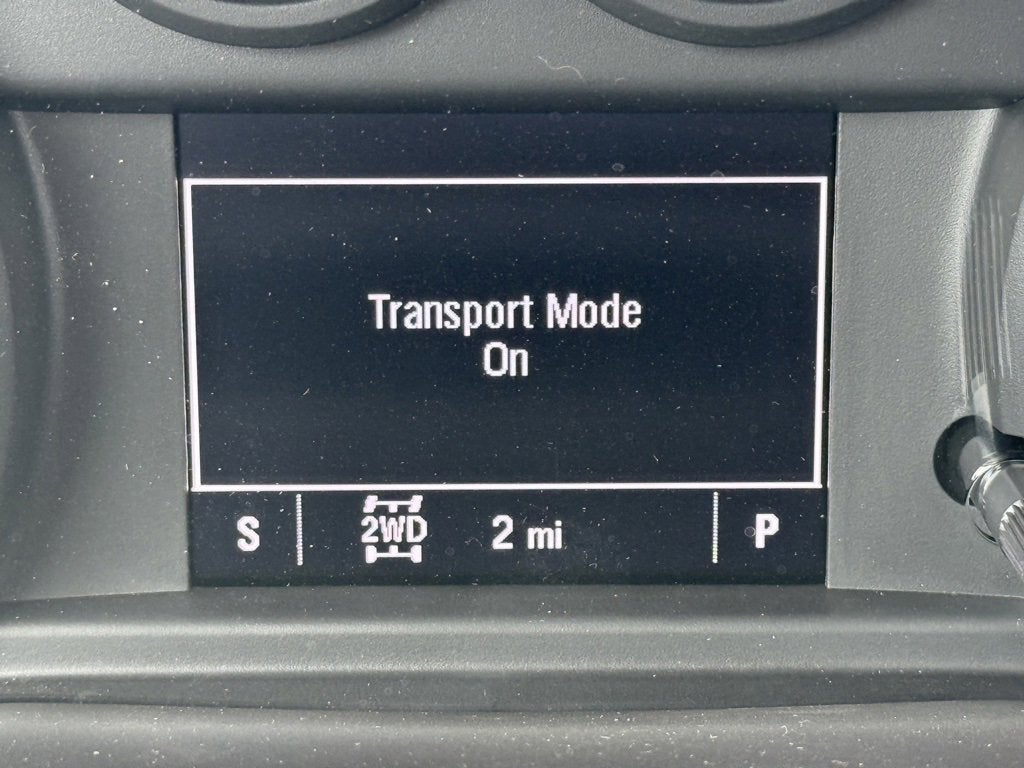 Transport Mode
On
S 2WD 2 mi P